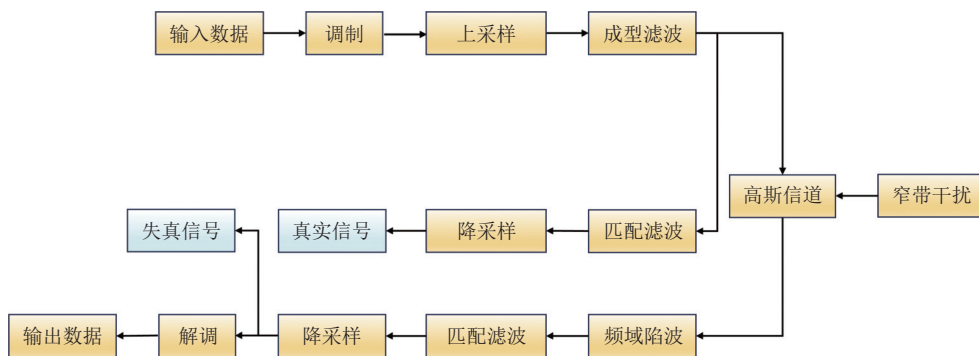 输入数据
调制
上采样
成型滤波
高斯信道
窄带干扰
失真信号
真实信号
降采样
匹配滤波
输出数据
解调
降采样
匹配滤波
频域陷波